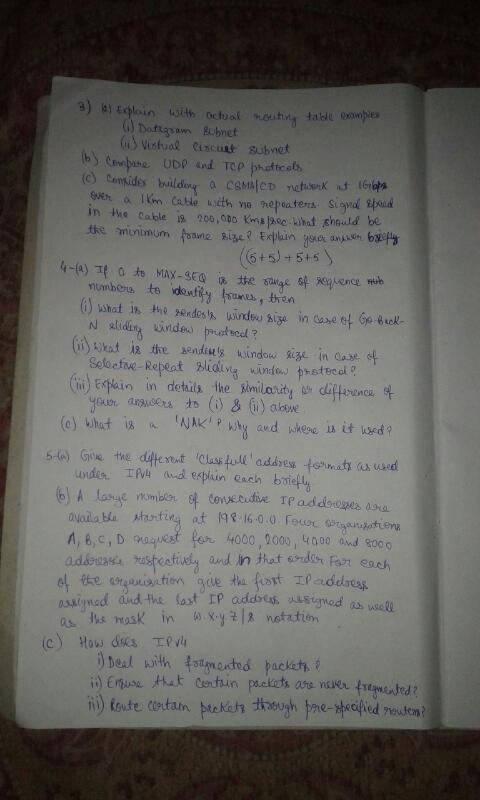 3) (a) Explain with actual routing table examples
(i) Datagram subnet
(ii) Virtual circuit subnet
(b) Compare UDP and TCP protocols
(c) Consider building a CSMA/CD network at 1Gbps
over a 1Km cable with no repeaters. Signal speed
in the cable is 200,000 Kms/sec. What should be
the minimum frame size? Explain your answer briefly
((5+5)+5+5)
4-(a) If 0 to MAX-SEQ is the range of sequence
numbers to identify frames, then
(i) What is the sender's window size in case of Go-Back-
N sliding window protocol?
(ii) What is the sender's window size in case of
Selective-Repeat sliding window protocol?
(iii) Explain in details the similarity or difference of
your answers to (i) & (ii) above.
(c) What is a 'NAK'? Why and where is it used?
5-(a) Give the different 'classfull' address formats as used
under IPv4 and explain each briefly.
(b) A large number of consecutive IP addresses are
available starting at 198.16.0.0. Four organisations
A, B, C, D request for 4000, 2000, 4000 and 8000
address's respectively and in that order. For each
of the organisation give the first IP address
assigned and the last IP address assigned as well
as the mask in w.x.y.z/s notation
(c) How does IPv4
i) Deal with fragmented packets?
ii) Ensure that certain packets are never fragmented?
iii) Route certain packets through pre-specified routers?